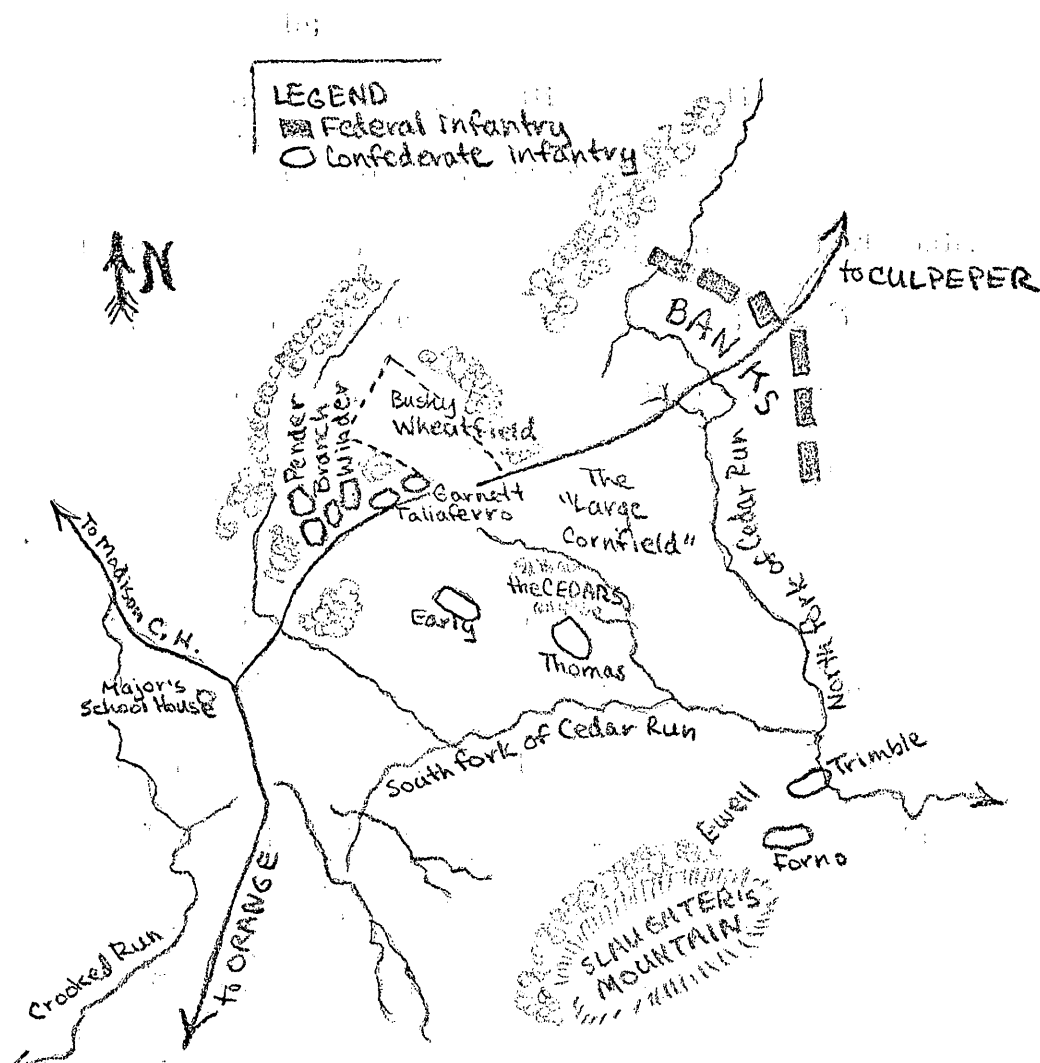 LEGEND
Federal infantry
Confederate infantry
N
to CULPEPER
BANKS
Bushy
Wheatfield
Pender
Branch
Winder
Garnett
Taliaferro
The
"Large
Cornfield"
North Fork of Cedar Run
To Madison C.H.
the CEDARS
Early
Thomas
Major's
School House
South fork of Cedar Run
Trimble
Ewell
Forno
SLAUGHTER'S
MOUNTAIN
to ORANGE
Crooked Run